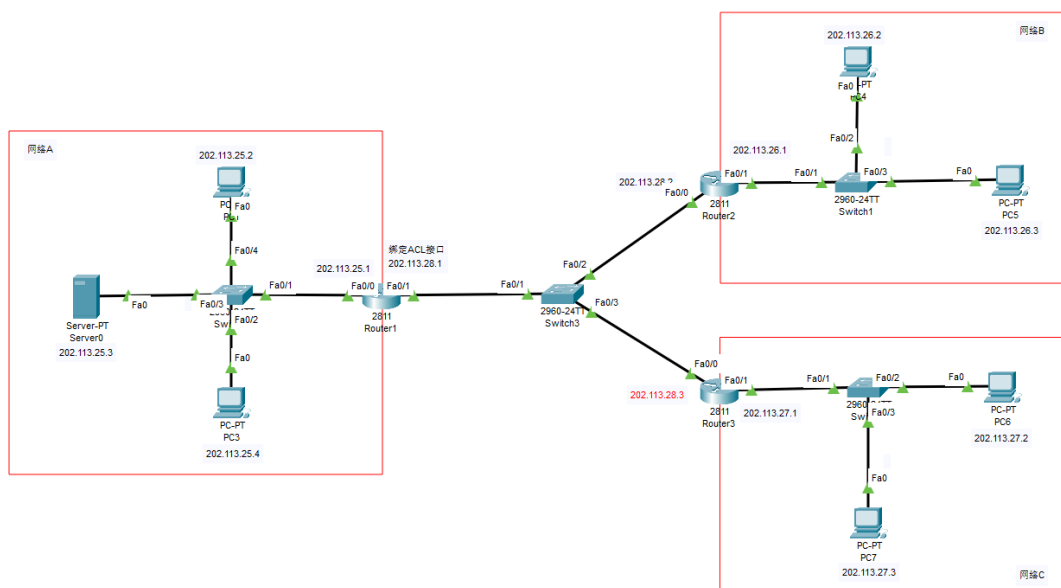 网络A
202.113.25.2
Fa0
Fa0/4
Server-PT
Server0
202.113.25.3
Fa0
Fa0/3
Fa0/1
Fa0/2
Fa0
PC-PT
PC3
202.113.25.4
绑定ACL接口
202.113.28.1
202.113.25.1
Fa0/0
Fa0/1
2811
Router1
Fa0/1
Fa0/2
Fa0/3
2960-24TT
Switch3
网络B
202.113.26.2
Fa0
-PT
Fa0/2
202.113.26.1
202.113.28.2
Fa0/0
Fa0/1
2811
Router2
Fa0/1
Fa0/3
2960-24TT
Switch1
Fa0
PC-PT
PC5
202.113.26.3
Fa0/0
202.113.28.3
Fa0/1
2811
Router3
202.113.27.1
Fa0/1
Fa0/2
Fa0/3
Fa0
PC-PT
PC6
202.113.27.2
Fa0
PC-PT
PC7
202.113.27.3
网络C